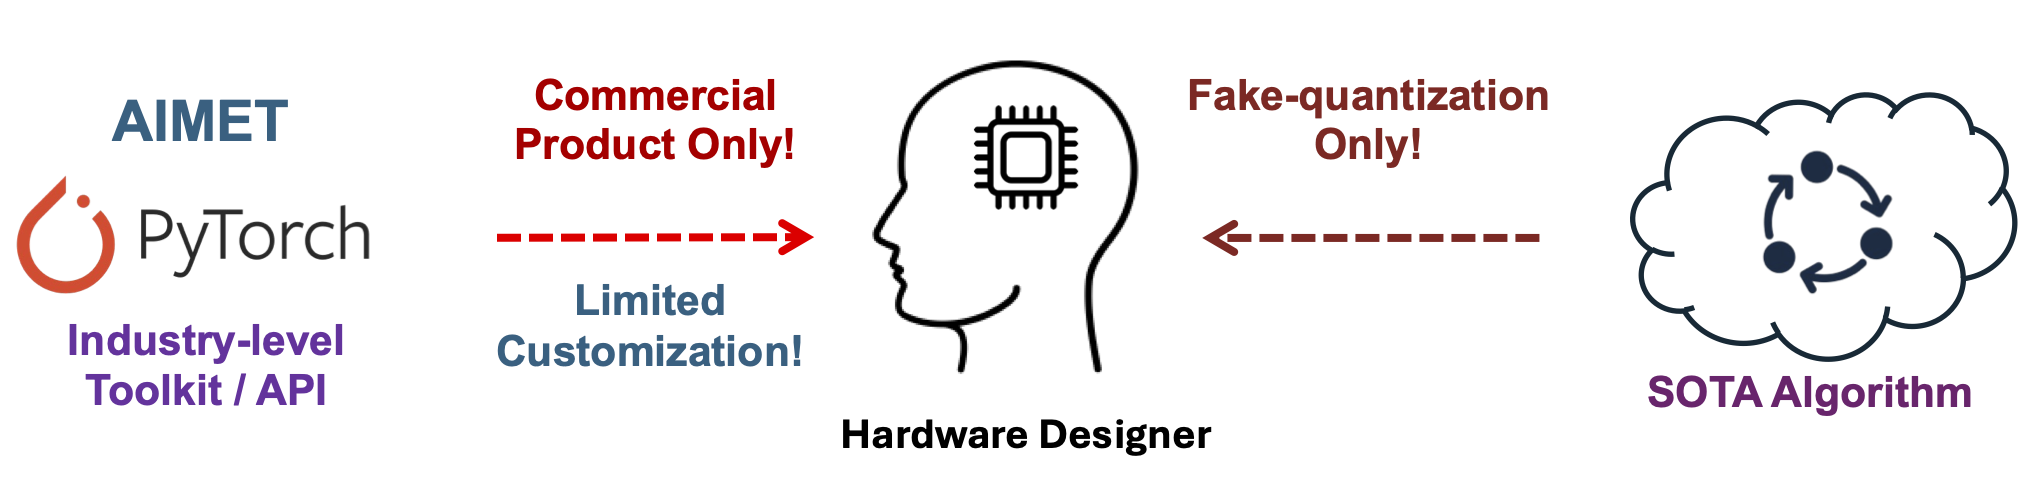 AIMET
PyTorch
Industry-level
Toolkit / API
Commercial
Product Only!
Limited
Customization!
Hardware Designer
Fake-quantization
Only!
SOTA Algorithm